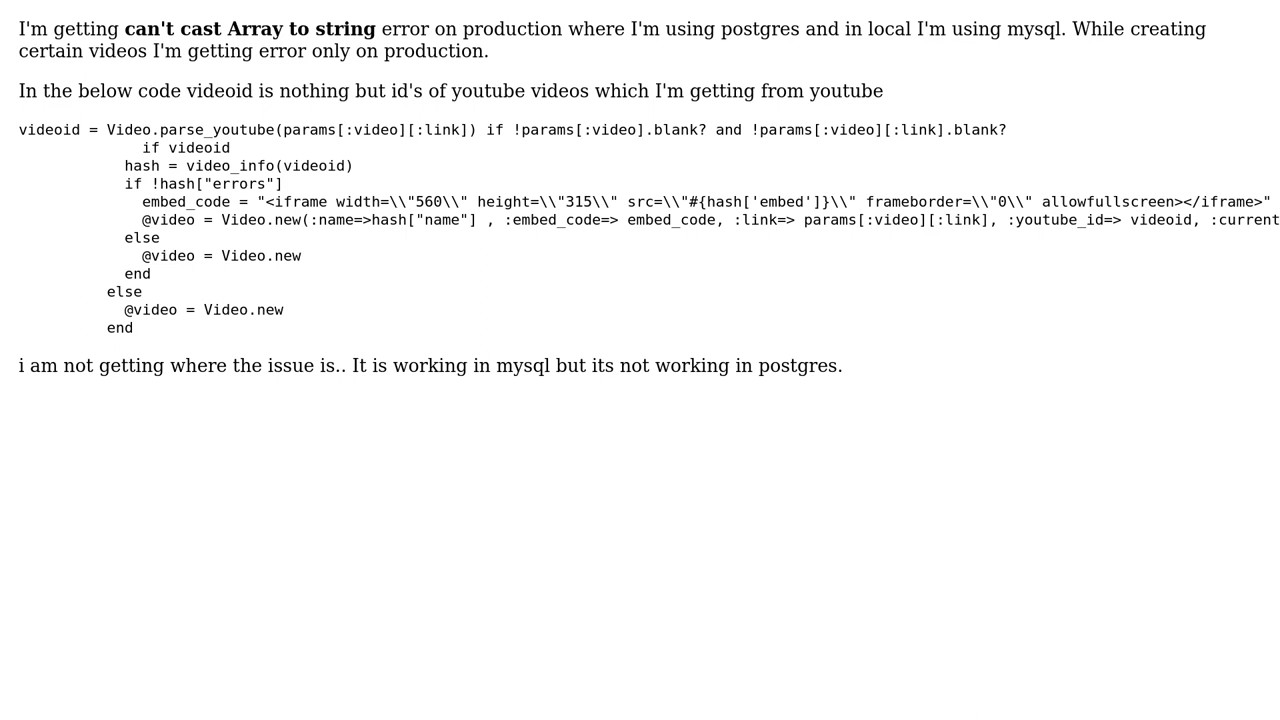 I'm getting can't cast Array to string error on production where I'm using postgres and in local I'm using mysql. While creating
certain videos I'm getting error only on production.
In the below code videoid is nothing but id's of youtube videos which I'm getting from youtube
videoid = Video.parse_youtube(params[:video][:link]) if !params[:video].blank? and !params[:video][:link].blank?
              if videoid
            hash = video_info(videoid)
            if !hash["errors"]
              embed_code = "<iframe width=\\"560\\" height=\\"315\\" src=\\"#{hash['embed']}\\" frameborder=\\"0\\" allowfullscreen></iframe>"
              @video = Video.new(:name=>hash["name"] , :embed_code=> embed_code, :link=> params[:video][:link], :youtube_id=> videoid, :current
            else
              @video = Video.new
            end
          else
            @video = Video.new
          end
i am not getting where the issue is.. It is working in mysql but its not working in postgres.